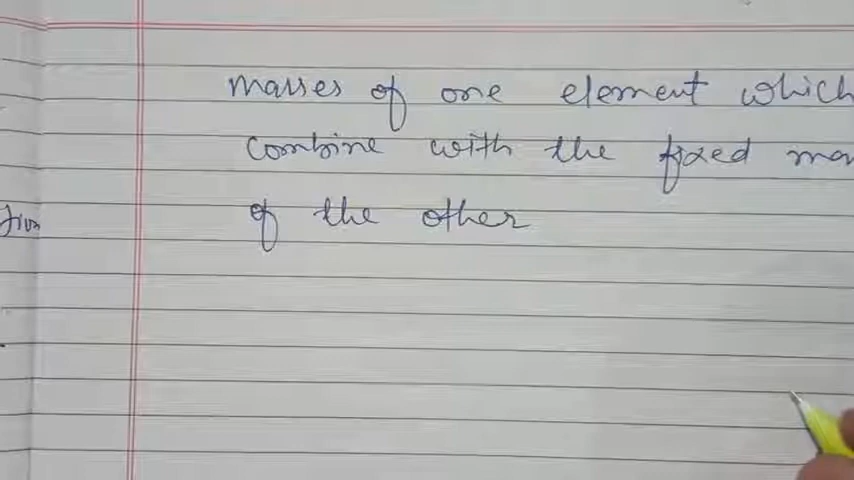 masses of one element which
combine with the fixed
of the other